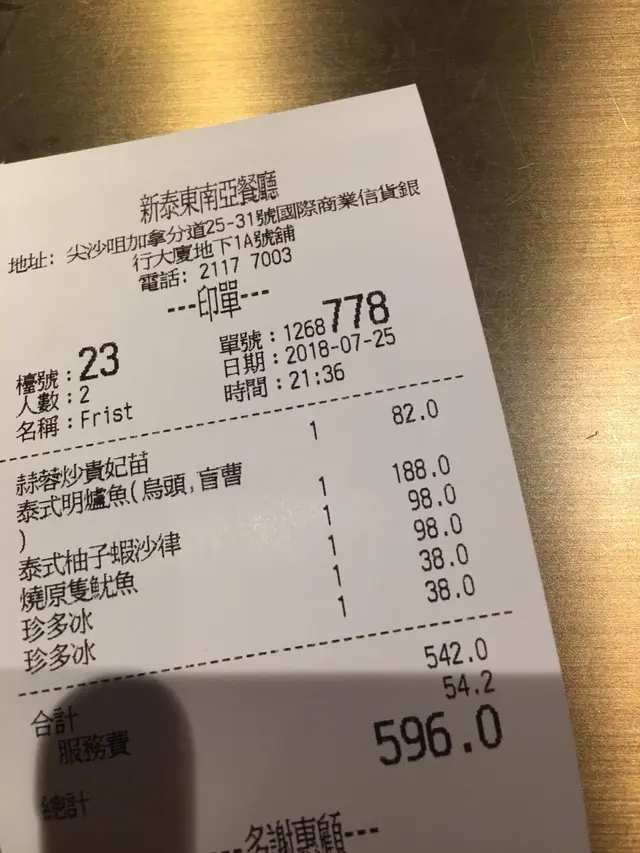 新泰東南亞餐廳
地址: 尖沙咀加拿分道25-31號國際商業信貨銀
行大廈地下1A號舖
電話: 2117 7003
---印單---
檯號:23 單號:1268778
人數:2 日期:2018-07-25
名稱:Frist 時間:21:36
蒜蓉炒貴妃苗 1 82.0
泰式明爐魚(烏頭,盲曹
) 1 188.0
泰式柚子蝦沙律 1 98.0
燒原隻魷魚 1 98.0
珍多冰 1 38.0
珍多冰 1 38.0
合計 542.0
服務費 54.2
總計 596.0
---多謝惠顧---